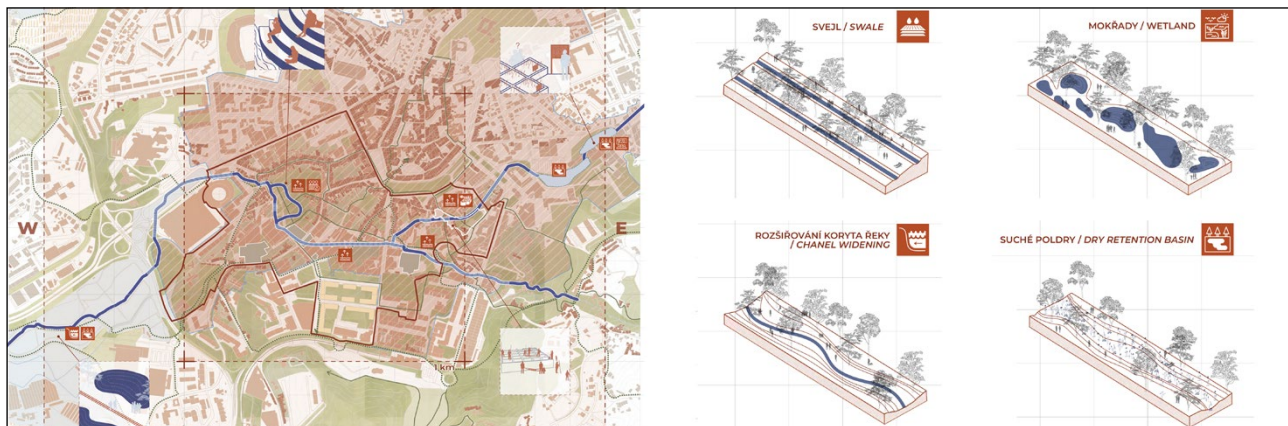 W
E
1 km
SVEJL / SWALE
MOKŘADY / WETLAND
ROZŠIŘOVÁNÍ KORYTA ŘEKY
/ CHANEL WIDENING
SUCHÉ POLDRY / DRY RETENTION BASIN